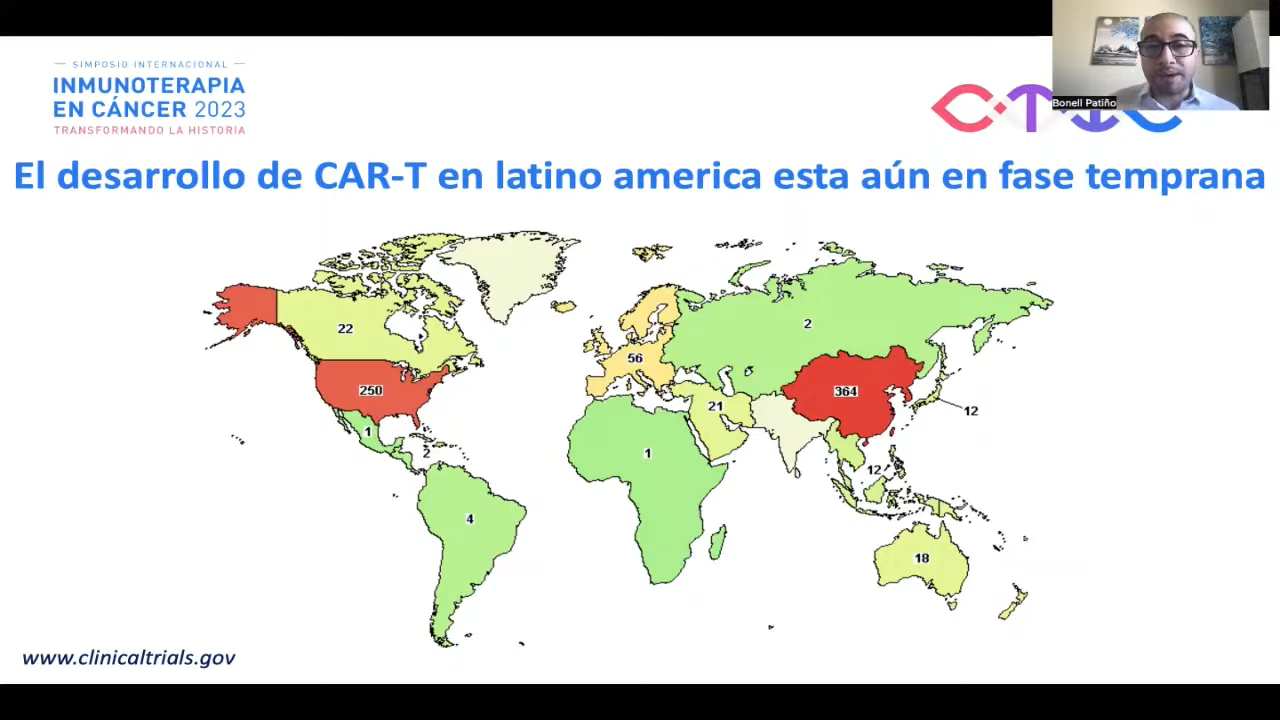 SIMPOSIO INTERNACIONAL
INMUNOTERAPIA
EN CÁNCER 2023
TRANSFORMANDO LA HISTORIA
Bonell Patiño
El desarrollo de CAR-T en latino america esta aún en fase temprana
22
250
1
2
4
56
2
21
364
12
1
12
18
www.clinicaltrials.gov